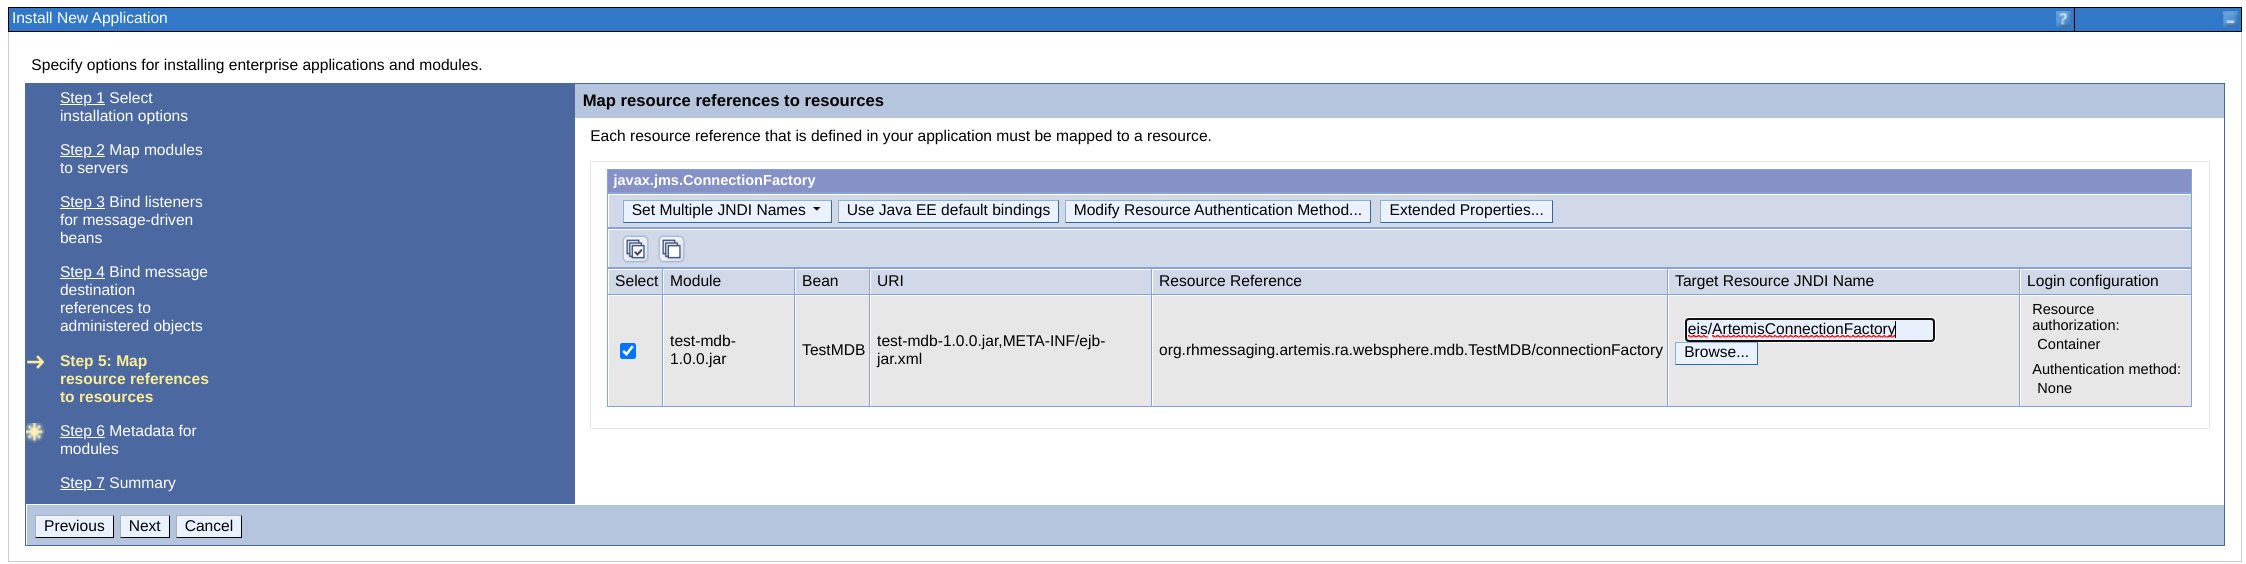 Install New Application
?
Specify options for installing enterprise applications and modules.
Step 1 Select
installation options
Step 2 Map modules
to servers
Step 3 Bind listeners
for message-driven
beans
Step 4 Bind message
destination
references to
administered objects
Step 5: Map
resource references
to resources
Step 6 Metadata for
modules
Step 7 Summary
Map resource references to resources
Each resource reference that is defined in your application must be mapped to a resource.
javax.jms.ConnectionFactory
Set Multiple JNDI Names Use Java EE default bindings Modify Resource Authentication Method... Extended Properties...
Select Module Bean URI Resource Reference Target Resource JNDI Name Login configuration
test-mdb-
1.0.0.jar
TestMDB
test-mdb-1.0.0.jar,META-INF/ejb-
jar.xml
org.rhmessaging.artemis.ra.websphere.mdb.TestMDB/connectionFactory
eis/ArtemisConnectionFactory
Browse...
Resource
authorization:
Container
Authentication method:
None
Previous Next Cancel